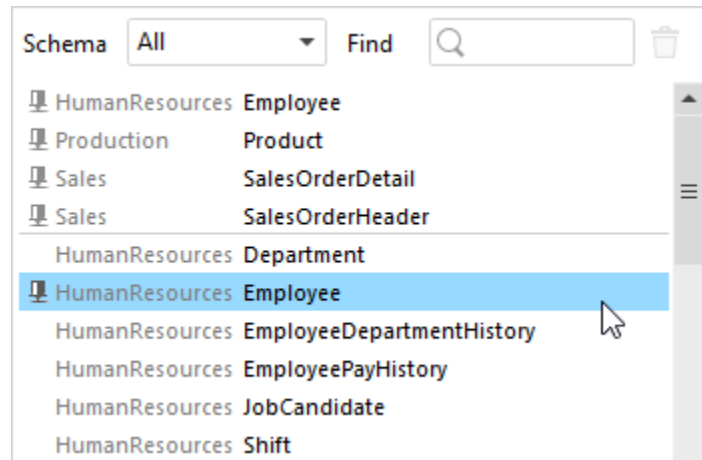 Schema All Find
HumanResources Employee
Production Product
Sales SalesOrderDetail
Sales SalesOrderHeader
HumanResources Department
HumanResources Employee
HumanResources EmployeeDepartmentHistory
HumanResources EmployeePayHistory
HumanResources JobCandidate
HumanResources Shift